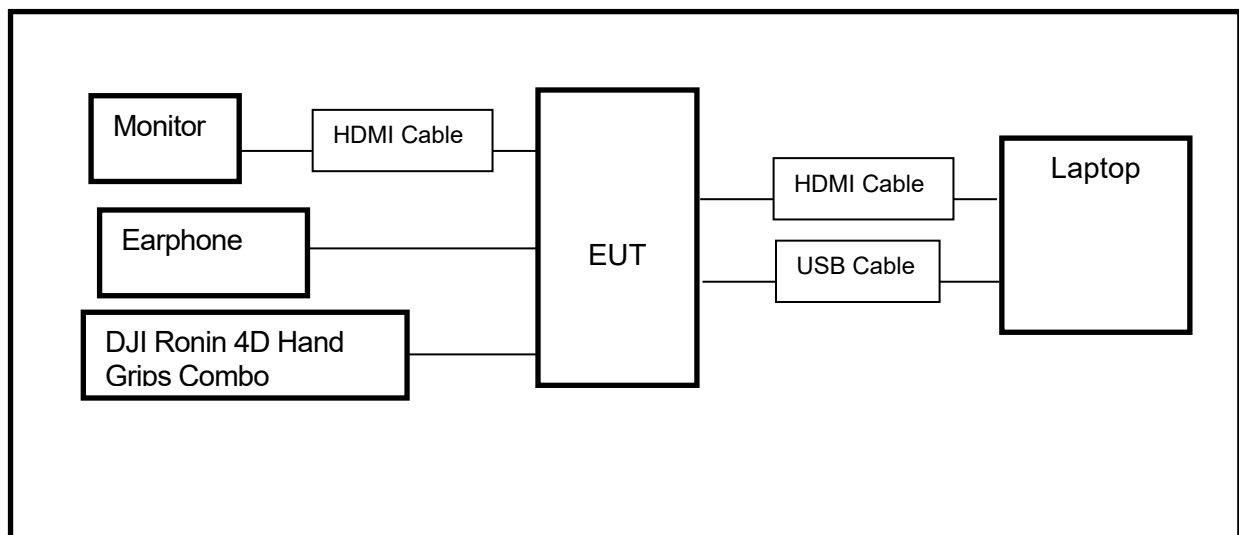 Monitor
HDMI Cable
Earphone
DJI Ronin 4D Hand
Grips Combo
EUT
HDMI Cable
USB Cable
Laptop